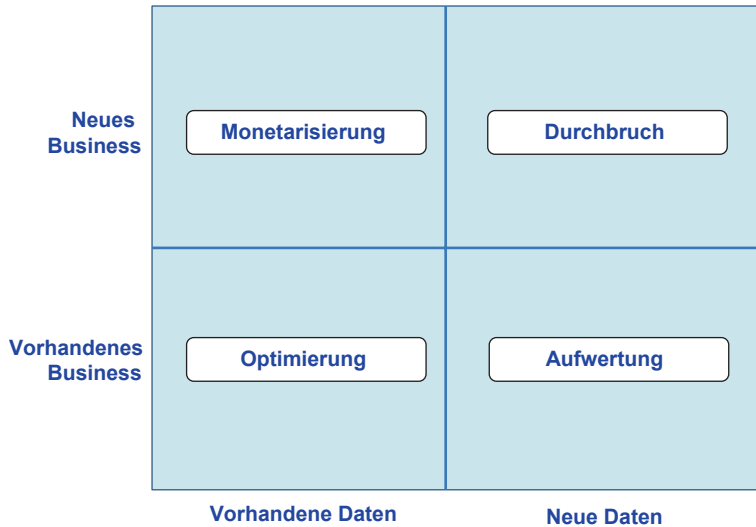 Neues
Business
Monetarisierung
Durchbruch
Vorhandenes
Business
Optimierung
Aufwertung
Vorhandene Daten
Neue Daten